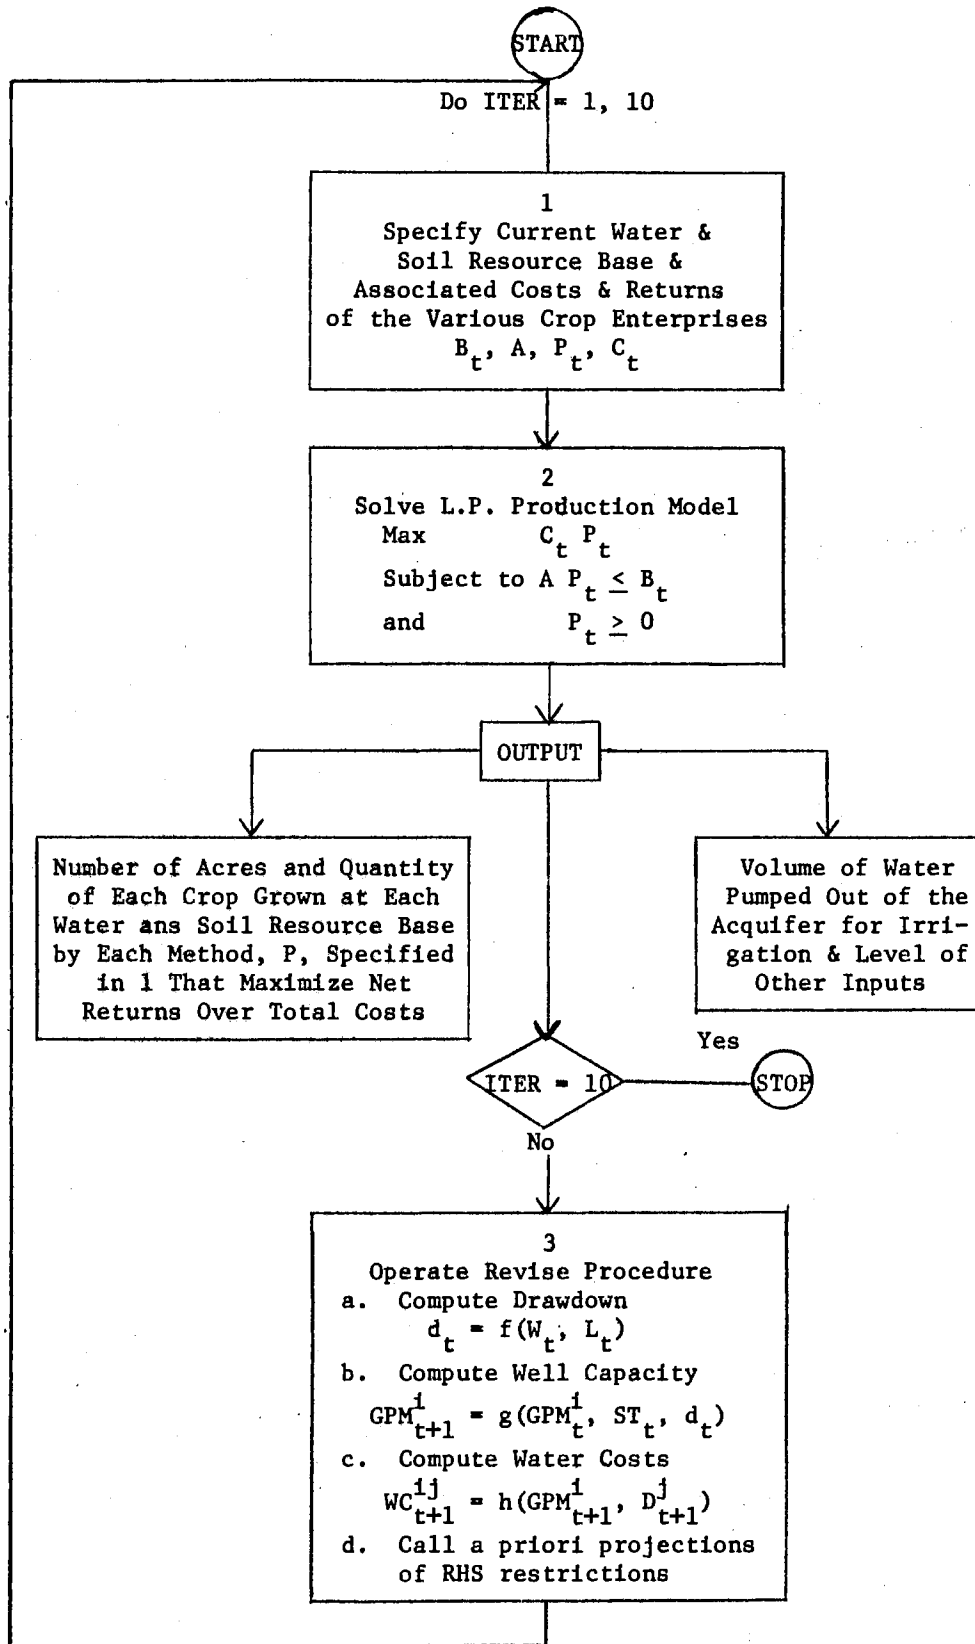 START
Do ITER = 1, 10
1
Specify Current Water &
Soil Resource Base &
Associated Costs & Returns
of the Various Crop Enterprises
B_t, A, P_t, C_t
2
Solve L.P. Production Model
Max C_t P_t
Subject to A P_t ≤ B_t
and P_t ≥ 0
OUTPUT
Number of Acres and Quantity
of Each Crop Grown at Each
Water ans Soil Resource Base
by Each Method, P, Specified
in 1 That Maximize Net
Returns Over Total Costs
Volume of Water
Pumped Out of the
Acquifer for Irri-
gation & Level of
Other Inputs
ITER = 10
Yes
STOP
No
3
Operate Revise Procedure
a. Compute Drawdown
d_t = f(W_t, L_t)
b. Compute Well Capacity
GPM^i_{t+1} = g(GPM^i_t, ST_t, d_t)
c. Compute Water Costs
WC^{ij}_{t+1} = h(GPM^i_{t+1}, D^j_{t+1})
d. Call a priori projections
of RHS restrictions